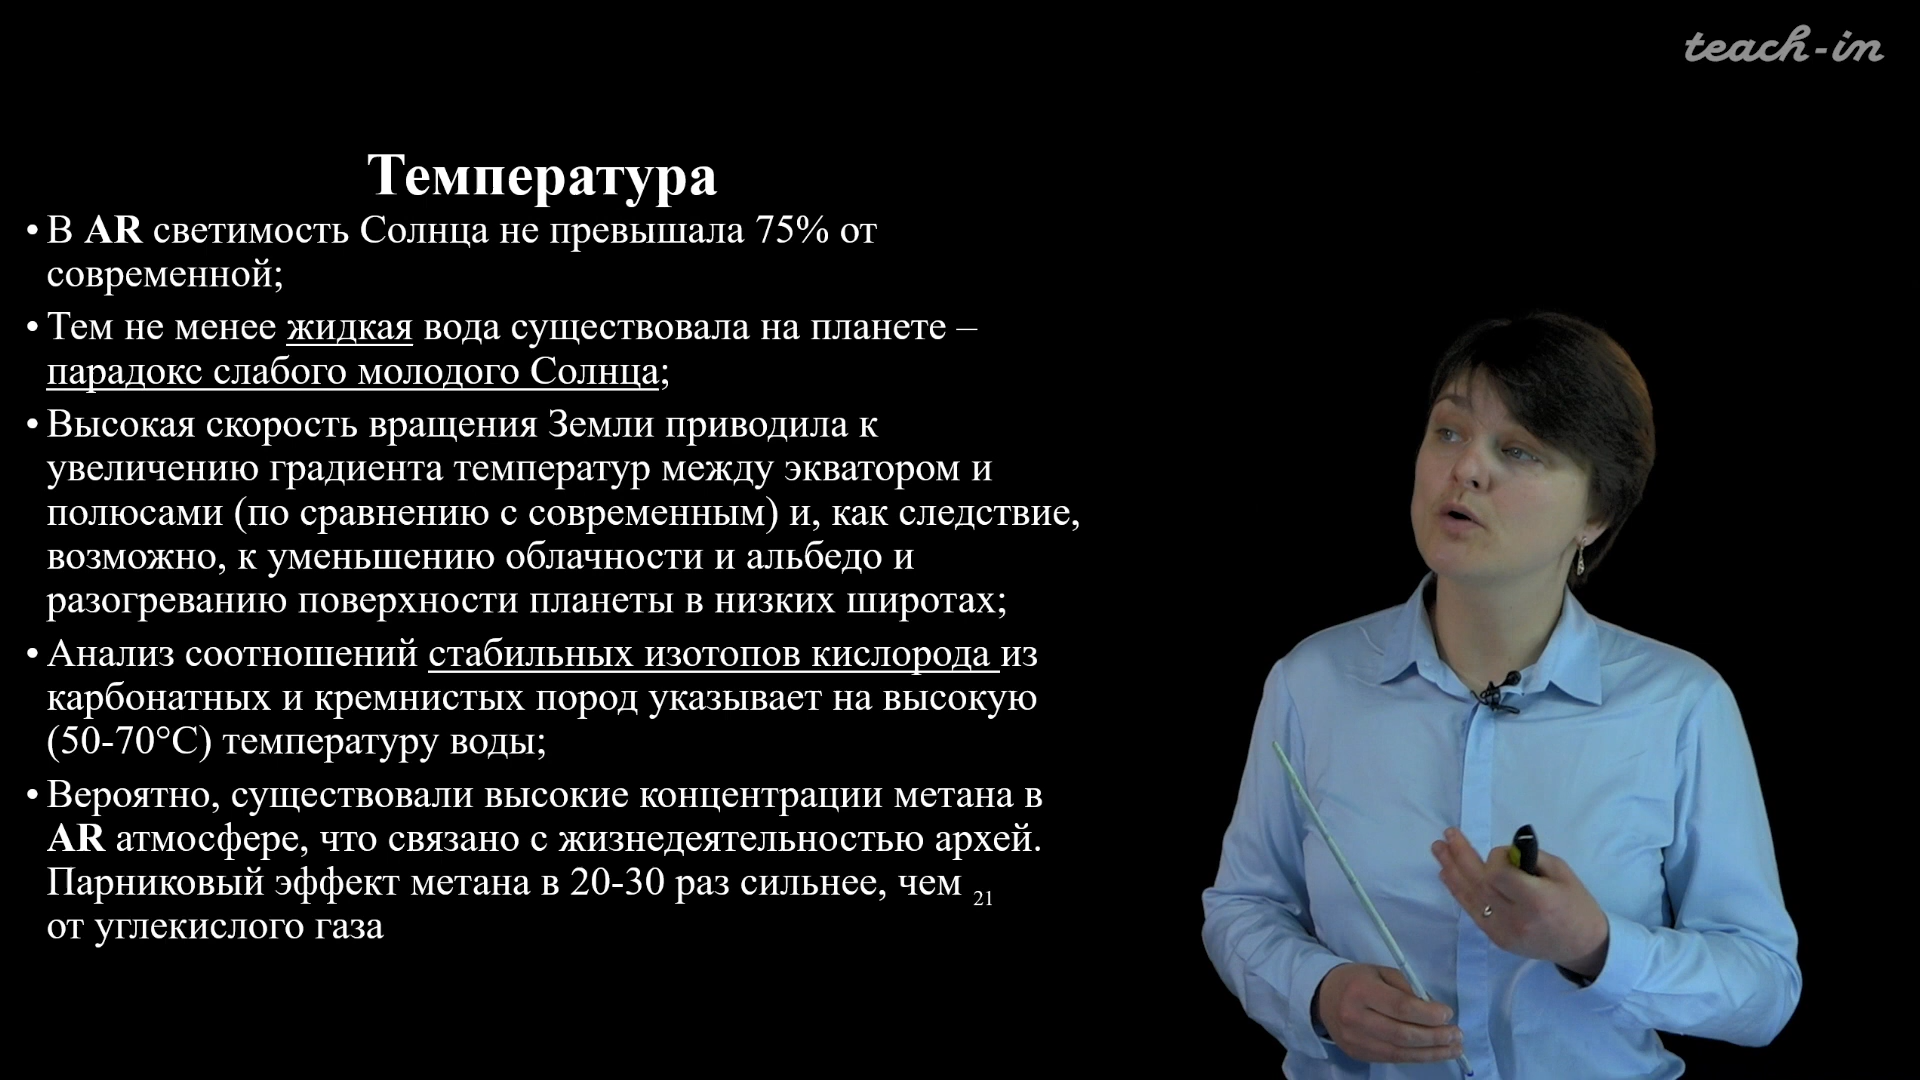 teach-in
Температура
• В AR светимость Солнца не превышала 75% от
современной;
• Тем не менее жидкая вода существовала на планете –
парадокс слабого молодого Солнца;
• Высокая скорость вращения Земли приводила к
увеличению градиента температур между экватором и
полюсами (по сравнению с современным) и, как следствие,
возможно, к уменьшению облачности и альбедо и
разогреванию поверхности планеты в низких широтах;
• Анализ соотношений стабильных изотопов кислорода из
карбонатных и кремнистых пород указывает на высокую
(50-70°C) температуру воды;
• Вероятно, существовали высокие концентрации метана в
AR атмосфере, что связано с жизнедеятельностью архей.
Парниковый эффект метана в 20-30 раз сильнее, чем
от углекислого газа
21